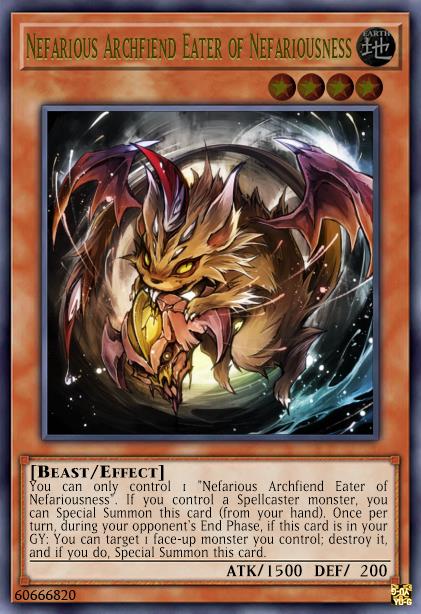 Nefarious Archfiend Eater of Nefariousness
EARTH
地
[Beast/Effect]
You can only control 1 "Nefarious Archfiend Eater of
Nefariousness". If you control a Spellcaster monster, you
can Special Summon this card (from your hand). Once per
turn, during your opponent's End Phase, if this card is in your
GY: You can target 1 face-up monster you control; destroy it,
and if you do, Special Summon this card.
ATK/1500 DEF/ 200
60666820